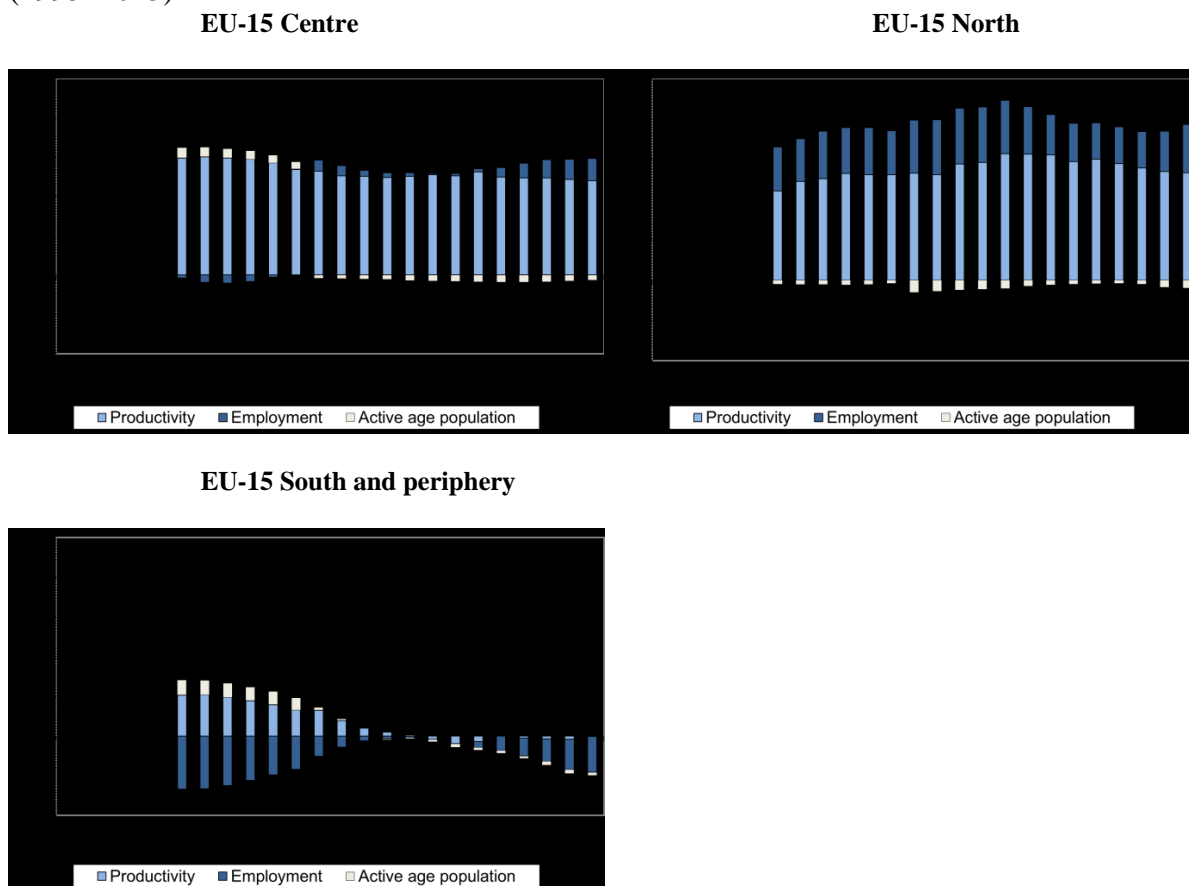 EU-15 Centre
EU-15 North
Productivity Employment Active age population
Productivity Employment Active age population
EU-15 South and periphery
Productivity Employment Active age population